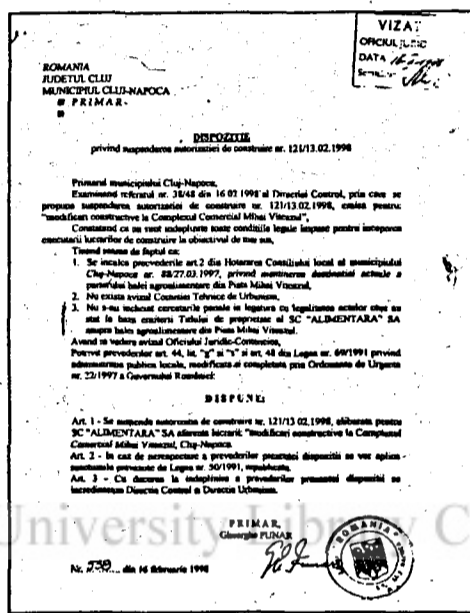 VIZAT
OFICIUL JURIDIC
DATA
ROMANIA
JUDETUL CLUJ
MUNICIPIUL CLUJ-NAPOCA
- P R I M A R -
DISPOZITIE
privind suspendarea autorizatiei de construire nr. 121/13.02.1998
Primarul municipiului Cluj-Napoca,
Examinand referatul nr. 38/48 din 16 02 1998 al Directiei Control, prin care se
propune suspendarea autorizatiei de construire nr. 121/13.02.1998, emisa pentru:
"modificari constructive la Complexul Comercial Mihai Viteazul",
Constatand ca nu sunt indeplinite toate conditiile legale impuse pentru inceperea
executarii lucrarilor de construire la obiectivul de mai sus,
Tinand seama de faptul ca:
1. Se incalca prevederile art.2 din Hotararea Consiliului local al municipiului
Cluj-Napoca nr. 88/27.03.1997, privind mentinerea destinatiei actuale a
parterului halei agroalimentare din Piata Mihai Viteazul,
2. Nu exista avizul Comisiei Tehnice de Urbanism,
3. Nu s-au incheiat cercetarile penale in legatura cu legalitatea actelor care au
stat la baza emiterii Titlului de proprietate al SC "ALIMENTARA" SA
asupra halei agroalimentare din Piata Mihai Viteazul,
Avand in vedere avizul Oficiului Juridic-Contencios,
Potrivit prevederilor art. 44, lit. "g" si "t" si art. 48 din Legea nr. 69/1991 privind
administratia publica locala, modificata si completata prin Ordonanta de Urgenta
nr. 22/1997 a Guvernului Romaniei:
D I S P U N E:
Art. 1 - Se suspenda autorizatia de construire nr. 121/13 02.1998, eliberata pentru
SC "ALIMENTARA" SA aferenta lucrarii: "modificari constructive la Complexul
Comercial Mihai Viteazul, Cluj-Napoca.
Art. 2 - In caz de nerespectare a prevederilor prezentei dispozitii se vor aplica
sanctiunile prevazute de Legea nr. 50/1991, republicata.
Art. 3 - Cu ducerea la indeplinire a prevederilor prezentei dispozitii se
incredinteaza Directia Control si Directia Urbanism.
P R I M A R,
Gheorghe FUNAR
ROMANIA
Nr. 539 din 16 februarie 1998
University Library C